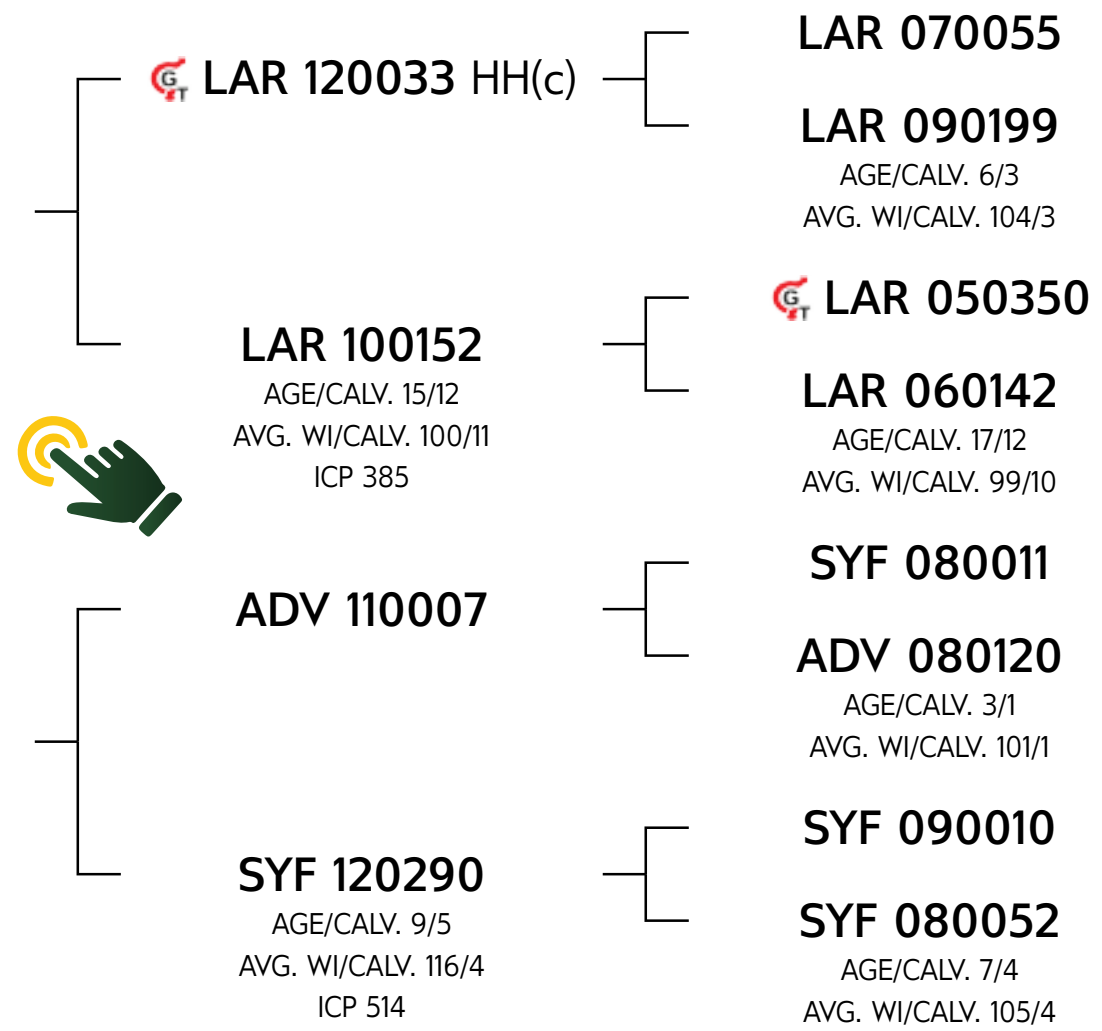 LAR 070055
GT LAR 120033 HH(c)
LAR 090199
AGE/CALV. 6/3
AVG. WI/CALV. 104/3
GT LAR 050350
LAR 100152
AGE/CALV. 15/12
AVG. WI/CALV. 100/11
ICP 385
LAR 060142
AGE/CALV. 17/12
AVG. WI/CALV. 99/10
SYF 080011
ADV 110007
ADV 080120
AGE/CALV. 3/1
AVG. WI/CALV. 101/1
SYF 090010
SYF 120290
AGE/CALV. 9/5
AVG. WI/CALV. 116/4
ICP 514
SYF 080052
AGE/CALV. 7/4
AVG. WI/CALV. 105/4